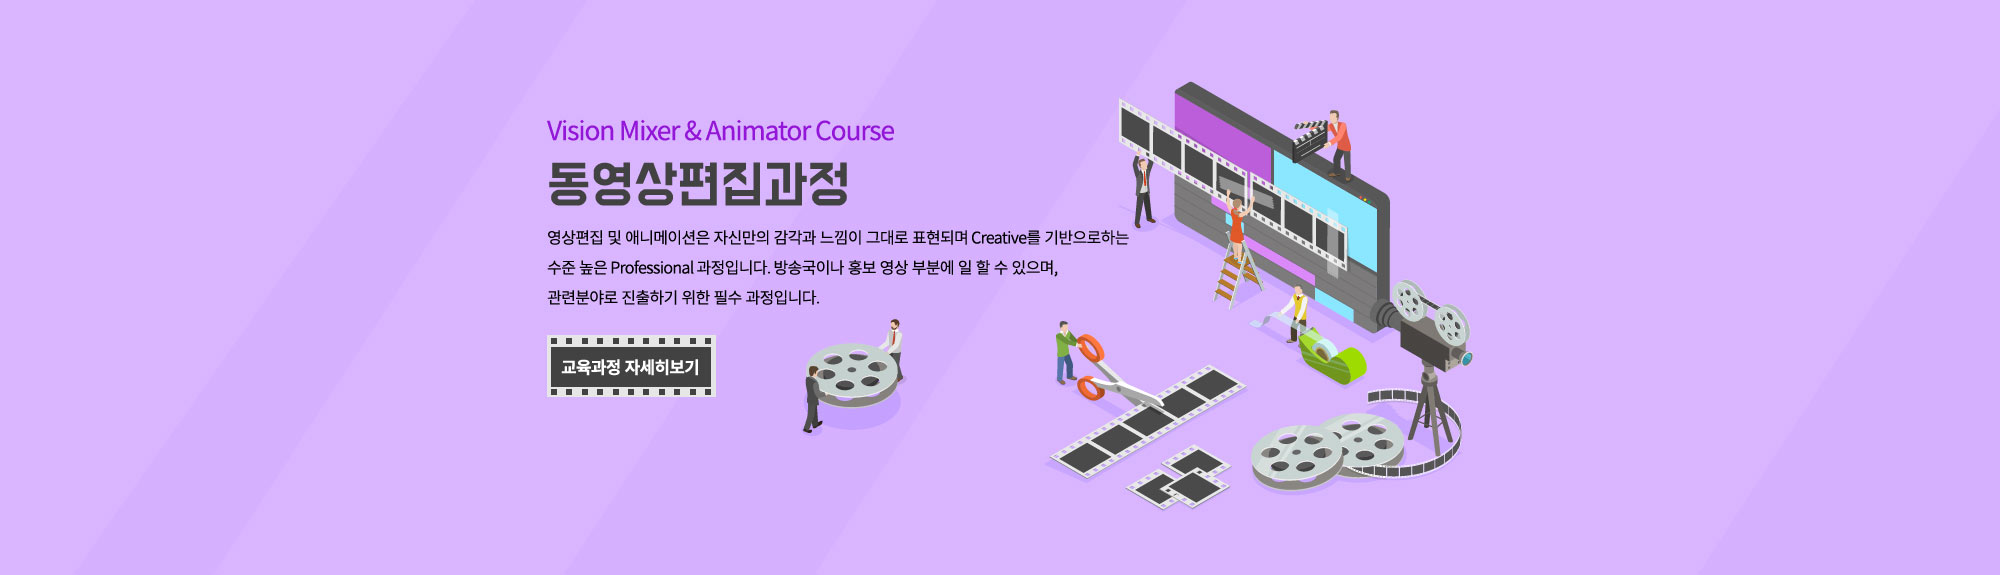 Vision Mixer & Animator Course
동영상편집과정
영상편집 및 애니메이션은 자신만의 감각과 느낌이 그대로 표현되며 Creative를 기반으로하는
수준 높은 Professional 과정입니다. 방송국이나 홍보 영상 부분에 일 할 수 있으며,
관련분야로 진출하기 위한 필수 과정입니다.
교육과정 자세히보기